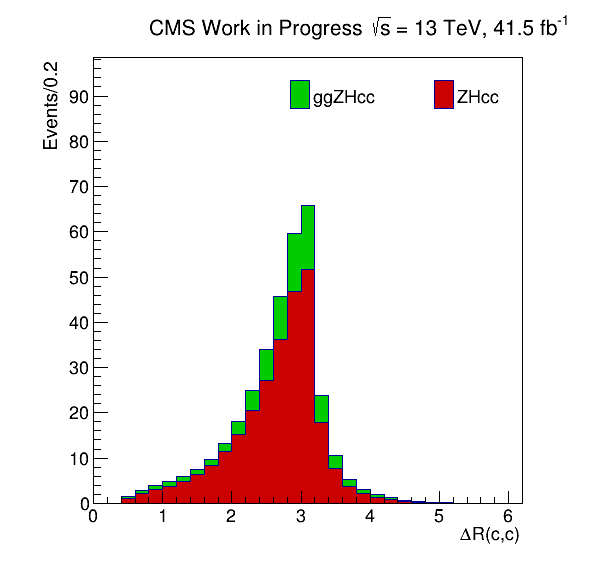 CMS Work in Progress √s = 13 TeV, 41.5 fb⁻¹
Events/0.2
ggZHcc ZHcc
90
80
70
60
50
40
30
20
10
0
0 1 2 3 4 5 6
ΔR(c,c)